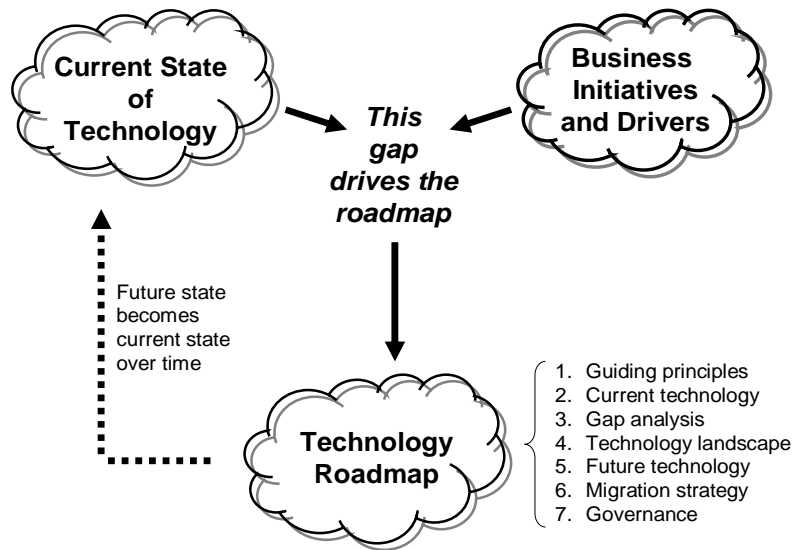 Current State
of
Technology
Business
Initiatives
and Drivers
This
gap
drives the
roadmap
Future state
becomes
current state
over time
Technology
Roadmap
1. Guiding principles
2. Current technology
3. Gap analysis
4. Technology landscape
5. Future technology
6. Migration strategy
7. Governance